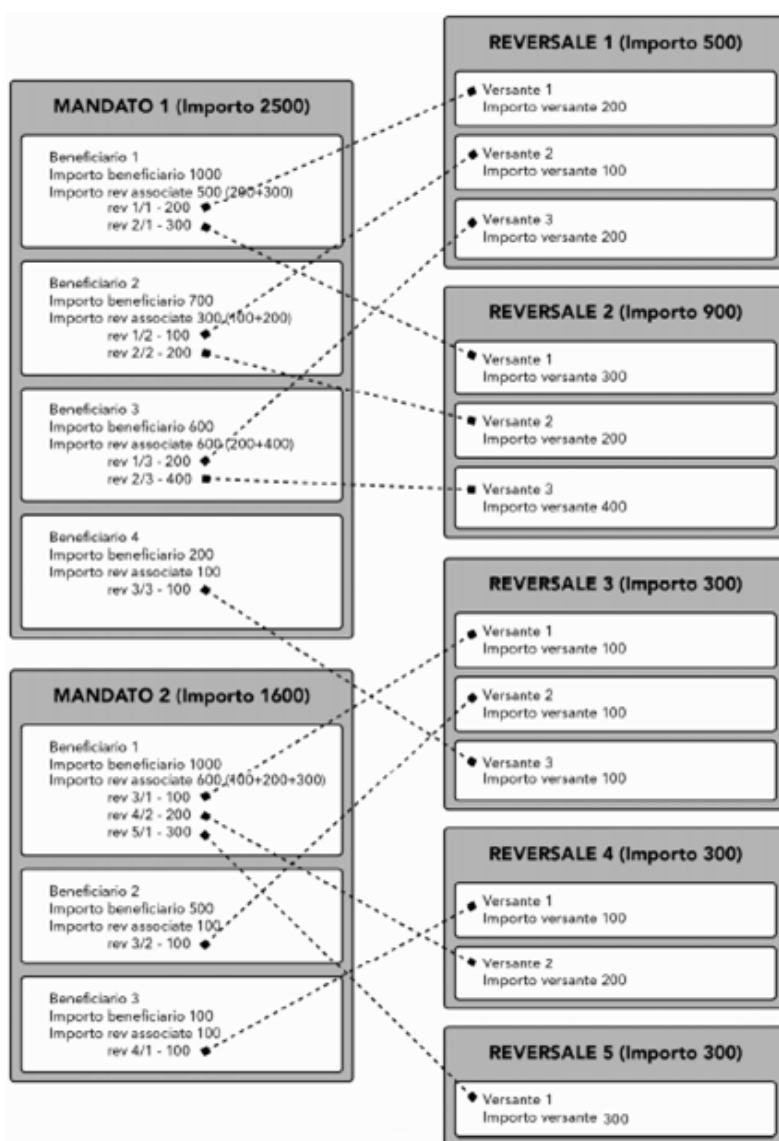 MANDATO 1 (Importo 2500)
Beneficiario 1
Importo beneficiario 1000
Importo rev associate 500 (200+300)
rev 1/1 - 200
rev 2/1 - 300
Beneficiario 2
Importo beneficiario 700
Importo rev associate 300 (100+200)
rev 1/2 - 100
rev 2/2 - 200
Beneficiario 3
Importo beneficiario 600
Importo rev associate 600 (200+400)
rev 1/3 - 200
rev 2/3 - 400
Beneficiario 4
Importo beneficiario 200
Importo rev associate 100
rev 3/3 - 100
MANDATO 2 (Importo 1600)
Beneficiario 1
Importo beneficiario 1000
Importo rev associate 600 (100+200+300)
rev 3/1 - 100
rev 4/2 - 200
rev 5/1 - 300
Beneficiario 2
Importo beneficiario 500
Importo rev associate 100
rev 3/2 - 100
Beneficiario 3
Importo beneficiario 100
Importo rev associate 100
rev 4/1 - 100
REVERSALE 1 (Importo 500)
Versante 1
Importo versante 200
Versante 2
Importo versante 100
Versante 3
Importo versante 200
REVERSALE 2 (Importo 900)
Versante 1
Importo versante 300
Versante 2
Importo versante 200
Versante 3
Importo versante 400
REVERSALE 3 (Importo 300)
Versante 1
Importo versante 100
Versante 2
Importo versante 100
Versante 3
Importo versante 100
REVERSALE 4 (Importo 300)
Versante 1
Importo versante 100
Versante 2
Importo versante 200
REVERSALE 5 (Importo 300)
Versante 1
Importo versante 300